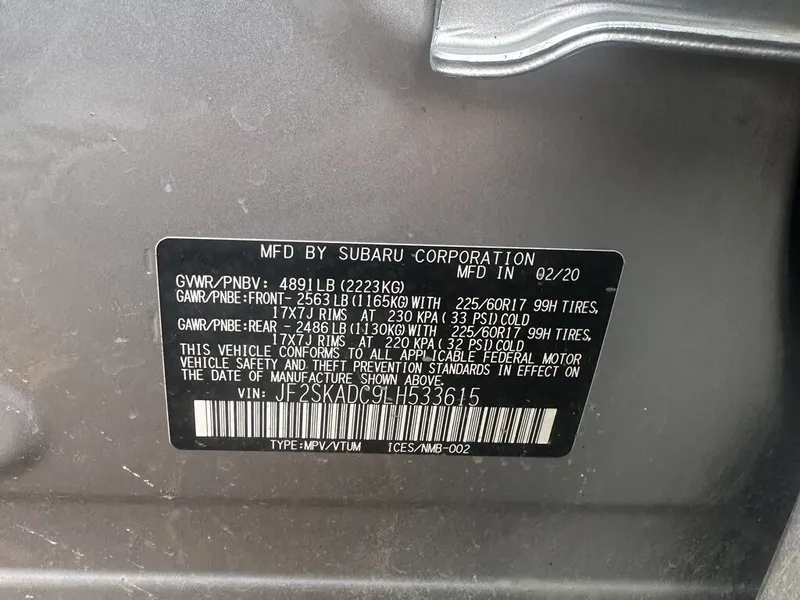 MFD BY SUBARU CORPORATION
MFD IN 02/20
GVWR/PNBV: 4891LB (2223KG)
GAWR/PNBE:FRONT- 2563LB(1165KG)WITH 225/60R17 99H TIRES,
17X7J RIMS AT 230 KPA(33 PSI)COLD
GAWR/PNBE:REAR - 2486LB(1130KG)WITH 225/60R17 99H TIRES,
17X7J RIMS AT 220 KPA(32 PSI)COLD
THIS VEHICLE CONFORMS TO ALL APPLICABLE FEDERAL MOTOR
VEHICLE SAFETY AND THEFT PREVENTION STANDARDS IN EFFECT ON
THE DATE OF MANUFACTURE SHOWN ABOVE.
VIN: JF2SKADC9LH533615
TYPE:MPV/VTUM ICES/NMB-002